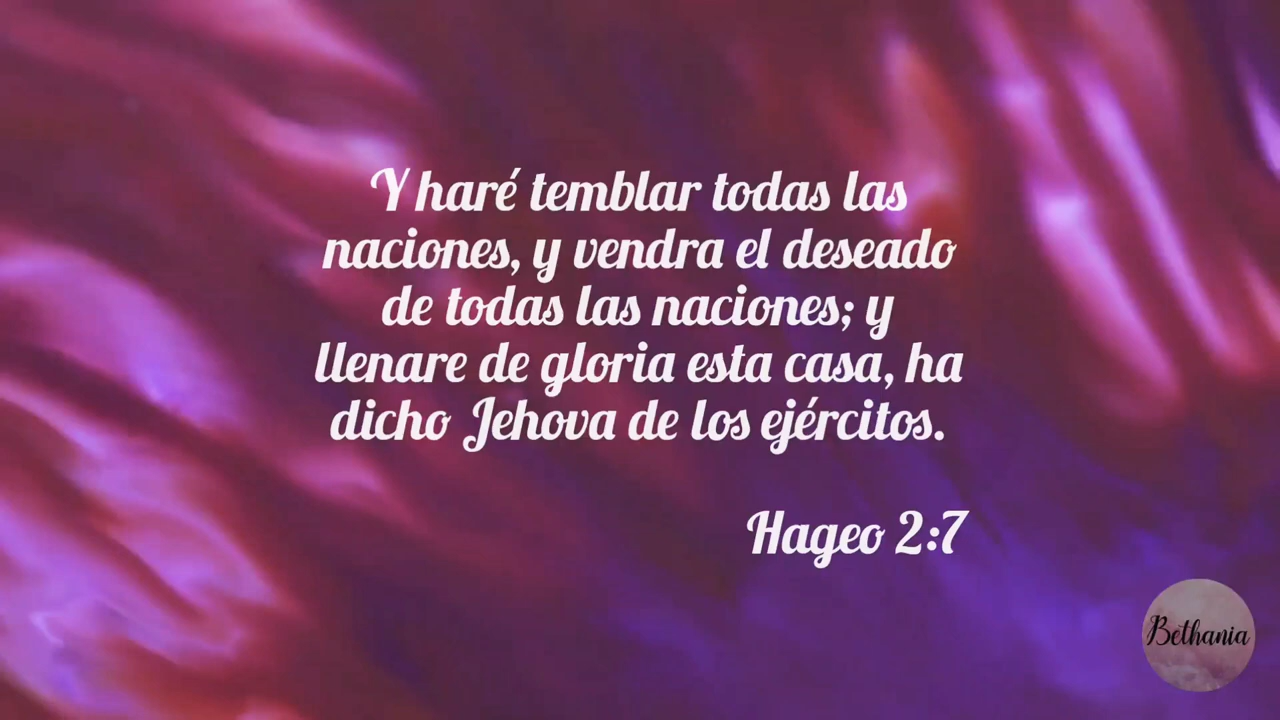 Y haré temblar todas las
naciones, y vendra el deseado
de todas las naciones; y
llenare de gloria esta casa, ha
dicho Jehova de los ejércitos.
Hageo 2:7
Bethania